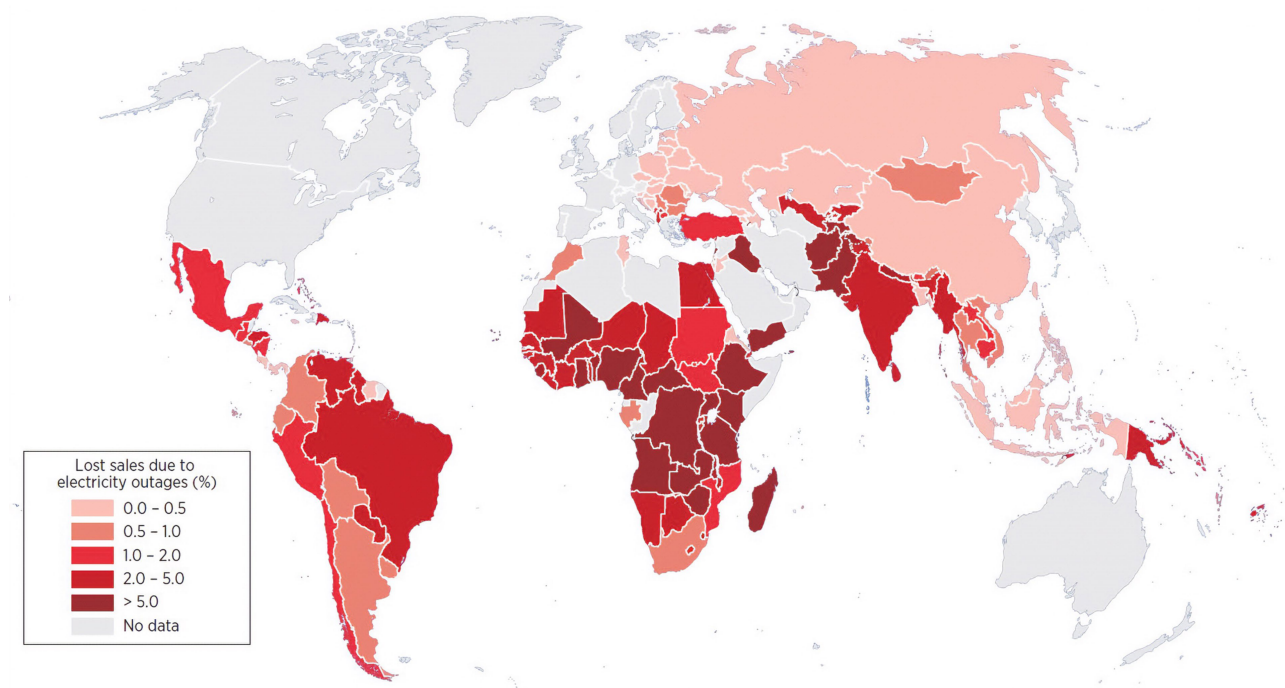 Lost sales due to
electricity outages (%)
0.0 – 0.5
0.5 – 1.0
1.0 – 2.0
2.0 – 5.0
> 5.0
No data